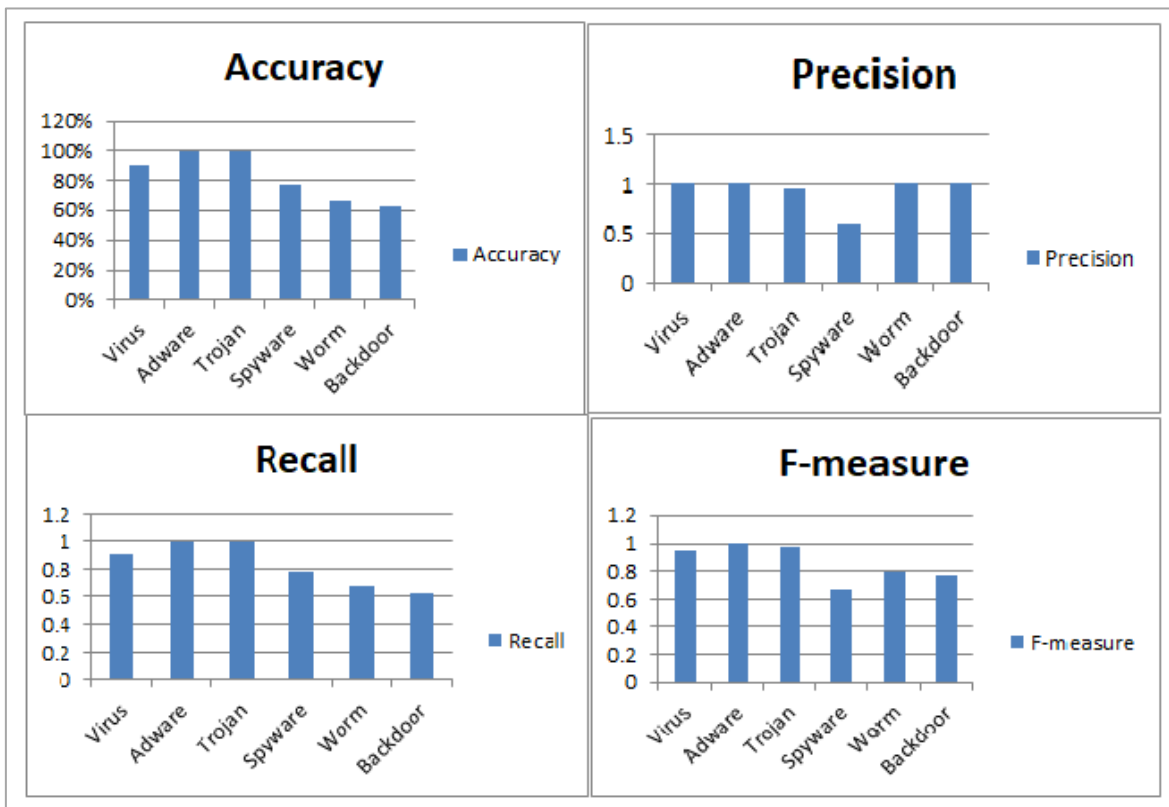 Accuracy
120%
100%
80%
60%
40%
20%
0%
Virus
Adware
Trojan
Spyware
Worm
Backdoor
Accuracy
Precision
1.5
1
0.5
0
Virus
Adware
Trojan
Spyware
Worm
Backdoor
Precision
Recall
1.2
1
0.8
0.6
0.4
0.2
0
Virus
Adware
Trojan
Spyware
Worm
Backdoor
Recall
F-measure
1.2
1
0.8
0.6
0.4
0.2
0
Virus
Adware
Trojan
Spyware
Worm
Backdoor
F-measure